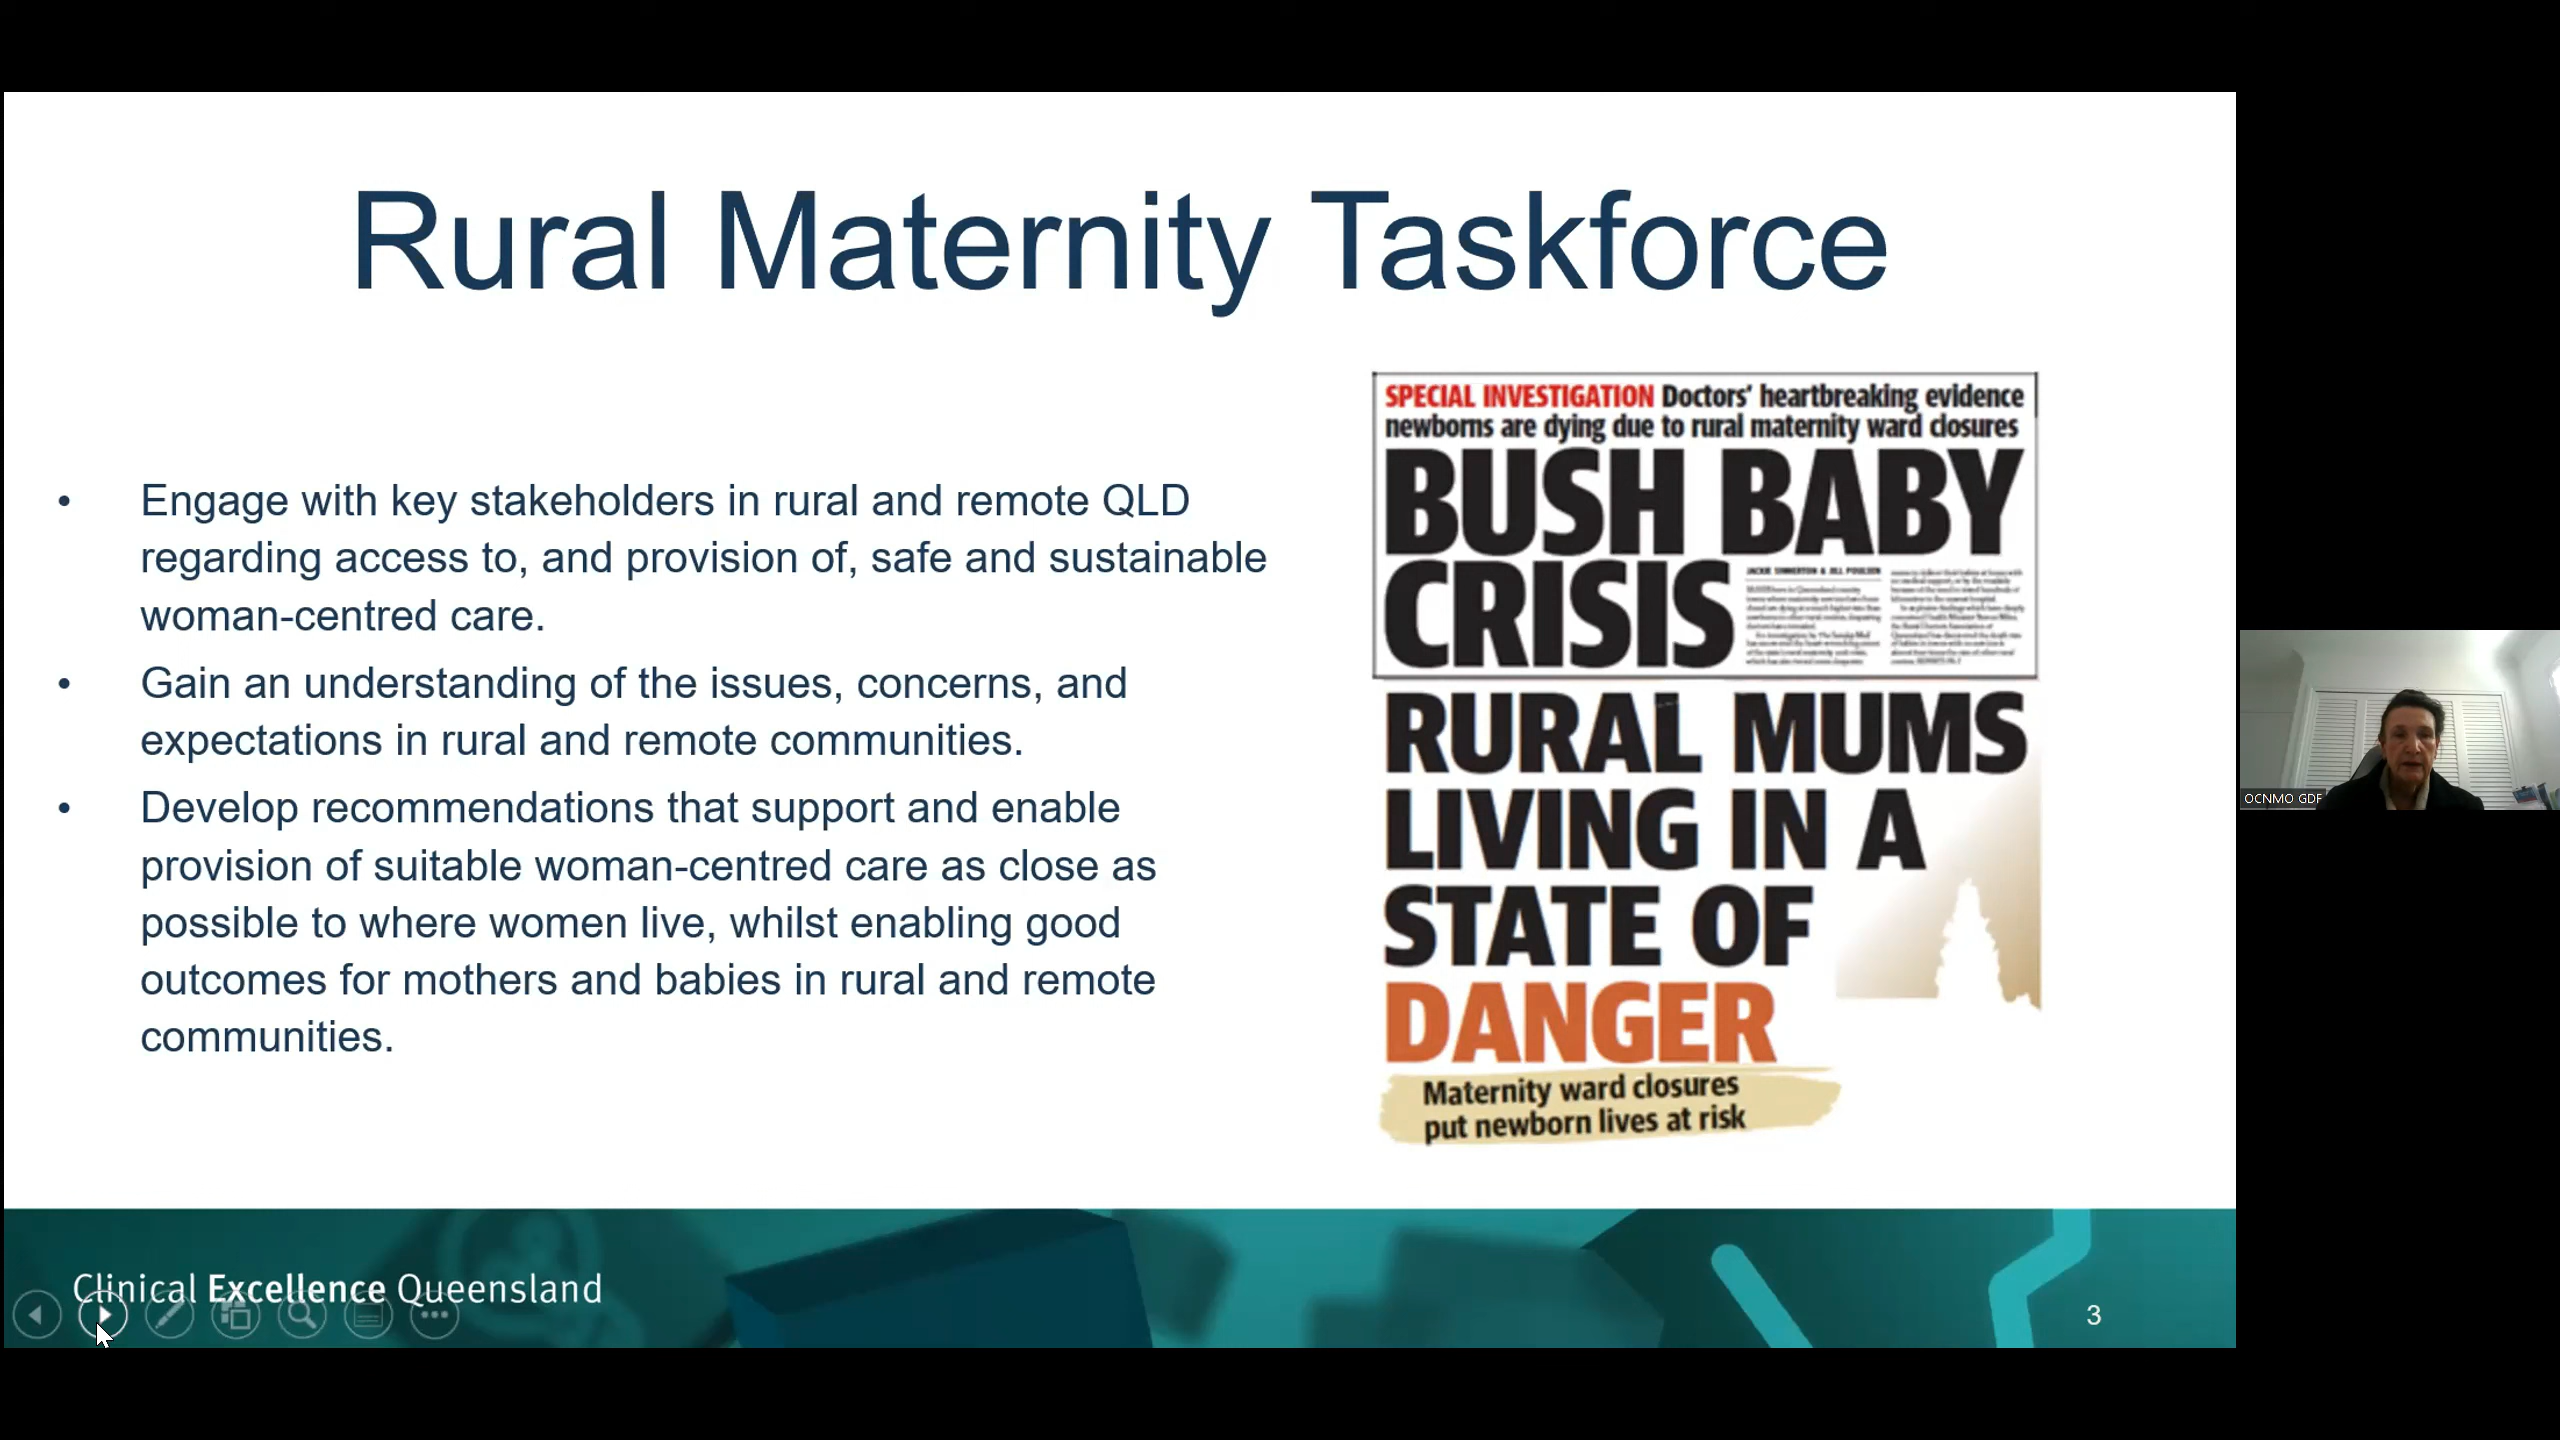 Rural Maternity Taskforce
• Engage with key stakeholders in rural and remote QLD
regarding access to, and provision of, safe and sustainable
woman-centred care.
• Gain an understanding of the issues, concerns, and
expectations in rural and remote communities.
• Develop recommendations that support and enable
provision of suitable woman-centred care as close as
possible to where women live, whilst enabling good
outcomes for mothers and babies in rural and remote
communities.
SPECIAL INVESTIGATION Doctors' heartbreaking evidence
newborns are dying due to rural maternity ward closures
BUSH BABY
CRISIS
RURAL MUMS
LIVING IN A
STATE OF
DANGER
Maternity ward closures
put newborn lives at risk
OCNMO GDF
Clinical Excellence Queensland
3